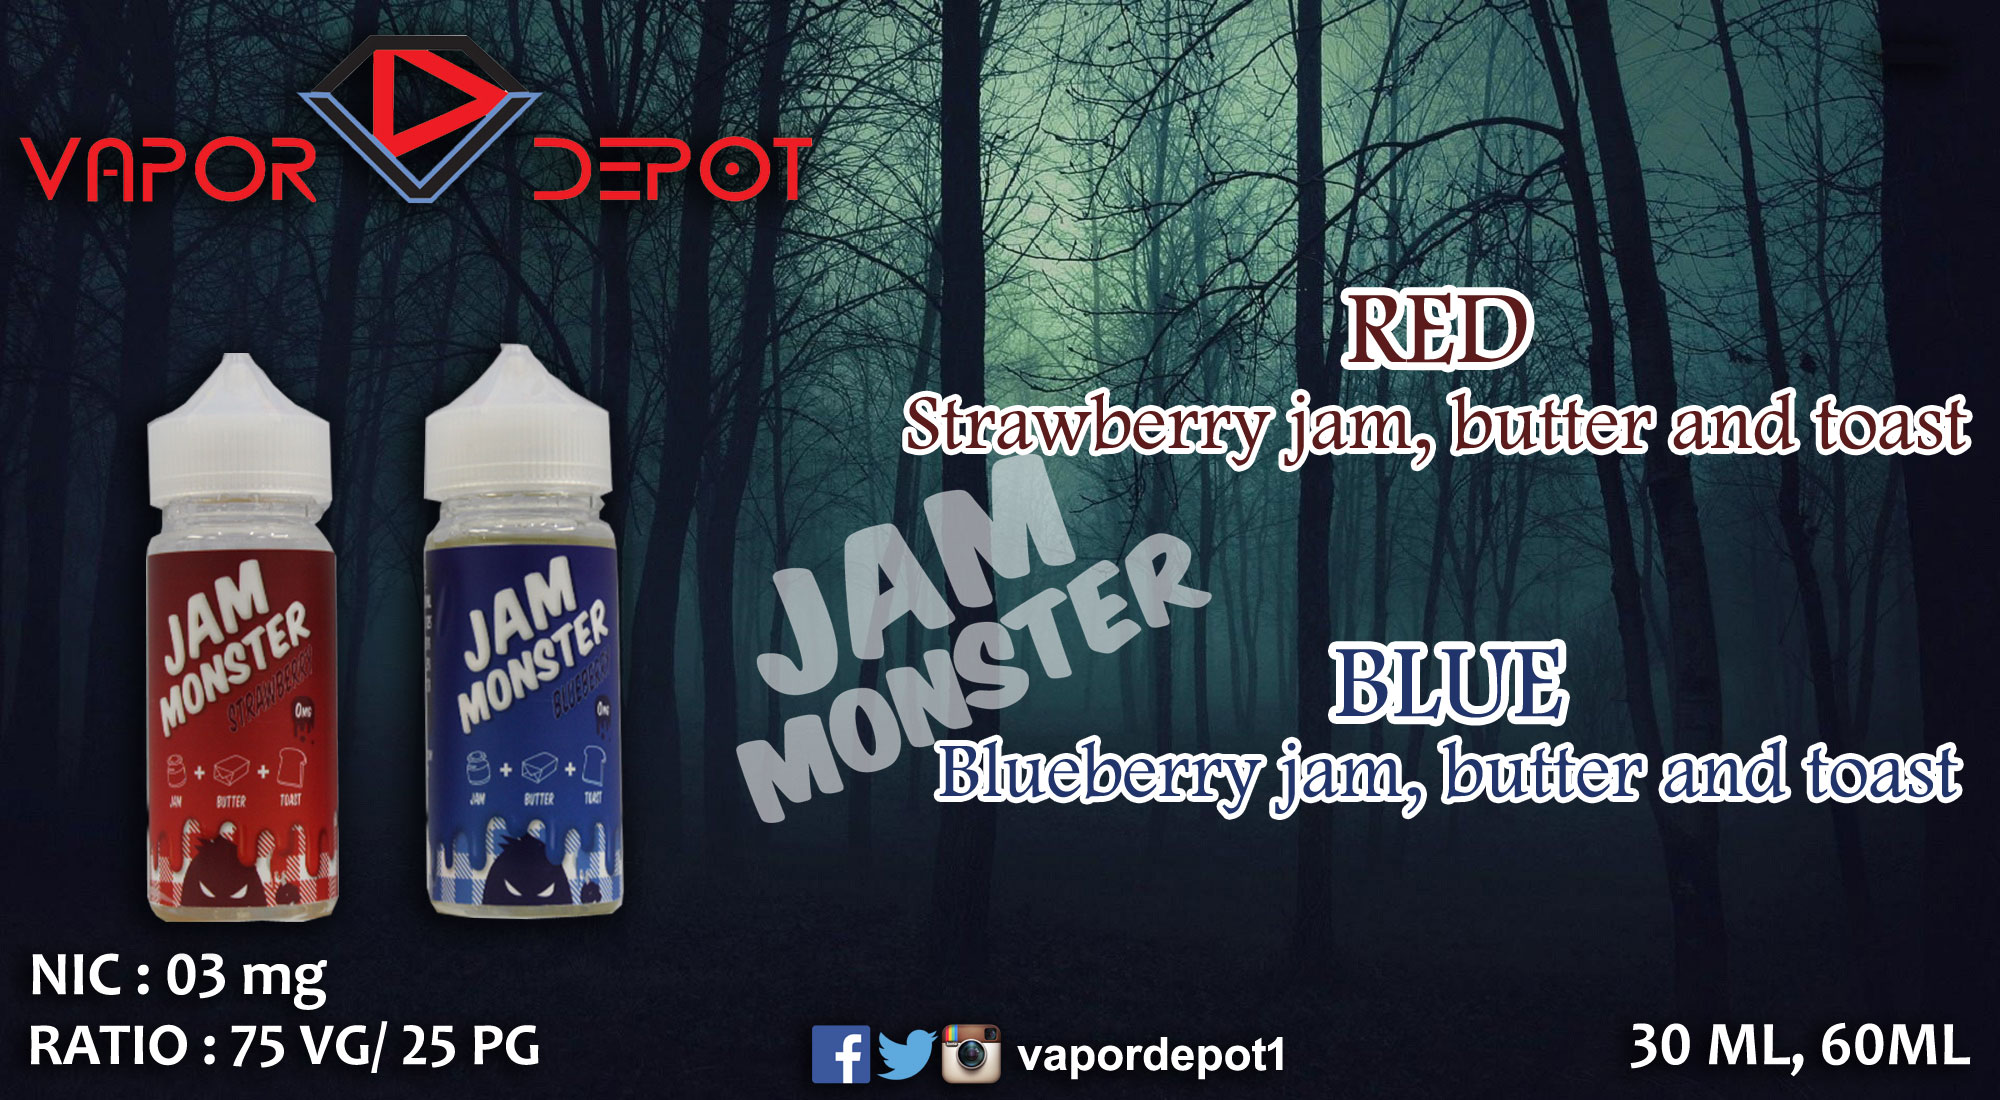 VAPOR DEPOT
RED
Strawberry jam, butter and toast
JAM
MONSTER
BLUE
Blueberry jam, butter and toast
JAM
MONSTER
STRAWBERRY
0MG
JAM + BUTTER + TOAST
JAM
MONSTER
BLUEBERRY
0MG
JAM + BUTTER + TOAST
NIC : 03 mg
RATIO : 75 VG/ 25 PG
vapordepot1
30 ML, 60ML